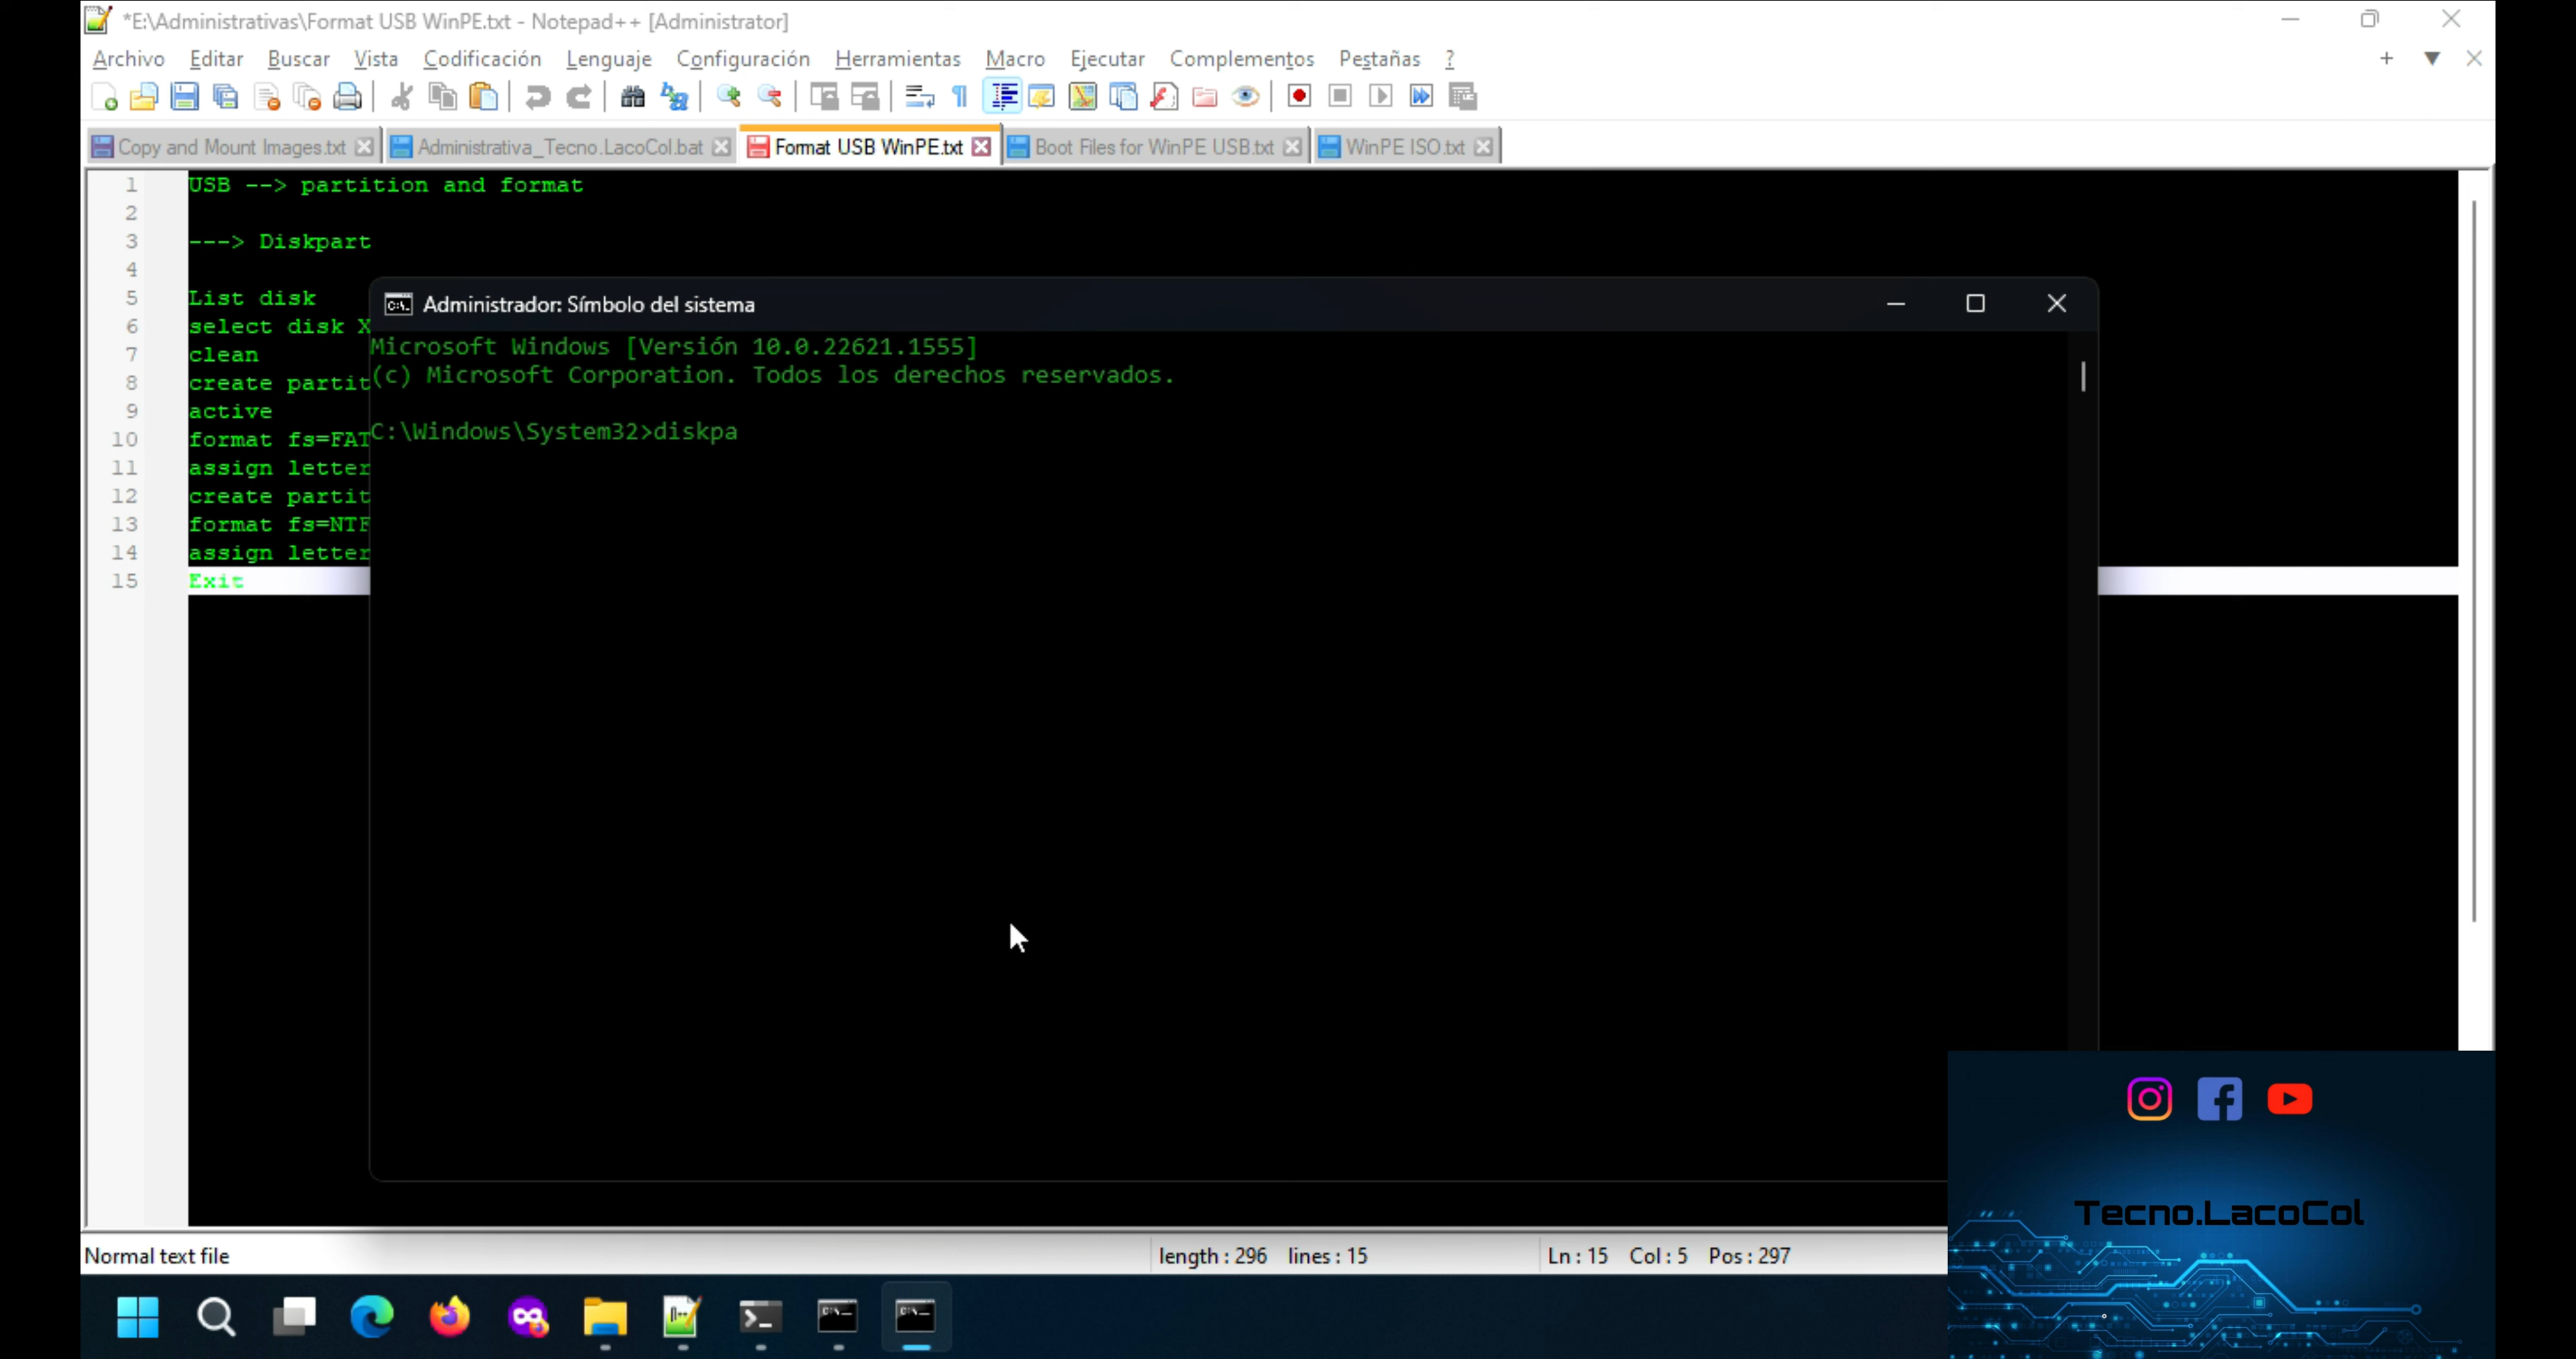 *E:\Administrativas\Format USB WinPE.txt - Notepad++ [Administrator]
Archivo Editar Buscar Vista Codificación Lenguaje Configuración Herramientas Macro Ejecutar Complementos Pestañas ?
Copy and Mount Images.txt Administrativa_Tecno.LacoCol.bat Format USB WinPE.txt Boot Files for WinPE USB.txt WinPE ISO.txt
1 USB --> partition and format
2
3 ---> Diskpart
4
5 List disk
6 select disk X
7 clean
8 create partit
9 active
10 format fs=FAT
11 assign letter
12 create partit
13 format fs=NTF
14 assign letter
15 Exit
Administrador: Símbolo del sistema
Microsoft Windows [Versión 10.0.22621.1555]
(c) Microsoft Corporation. Todos los derechos reservados.
C:\Windows\System32>diskpa
Tecno.LacoCol
Normal text file length : 296 lines : 15 Ln : 15 Col : 5 Pos : 297